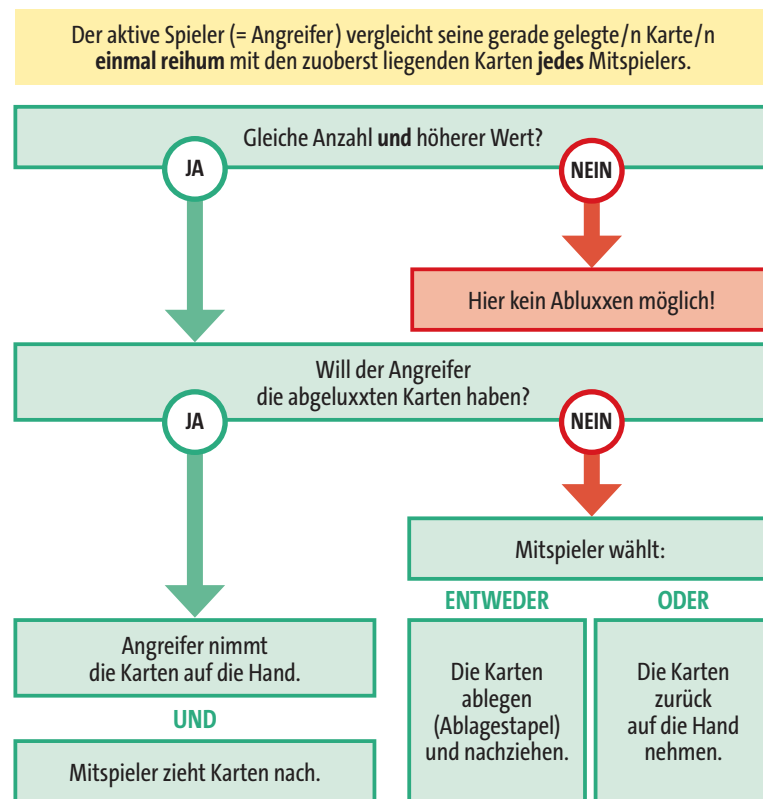 Der aktive Spieler (= Angreifer) vergleicht seine gerade gelegte/n Karte/n
einmal reihum mit den zuoberst liegenden Karten jedes Mitspielers.
Gleiche Anzahl und höherer Wert?
JA
NEIN
Hier kein Abluxxen möglich!
Will der Angreifer
die abgeluxxten Karten haben?
JA
NEIN
Mitspieler wählt:
ENTWEDER
ODER
Angreifer nimmt
die Karten auf die Hand.
UND
Mitspieler zieht Karten nach.
Die Karten
ablegen
(Ablagestapel)
und nachziehen.
Die Karten
zurück
auf die Hand
nehmen.